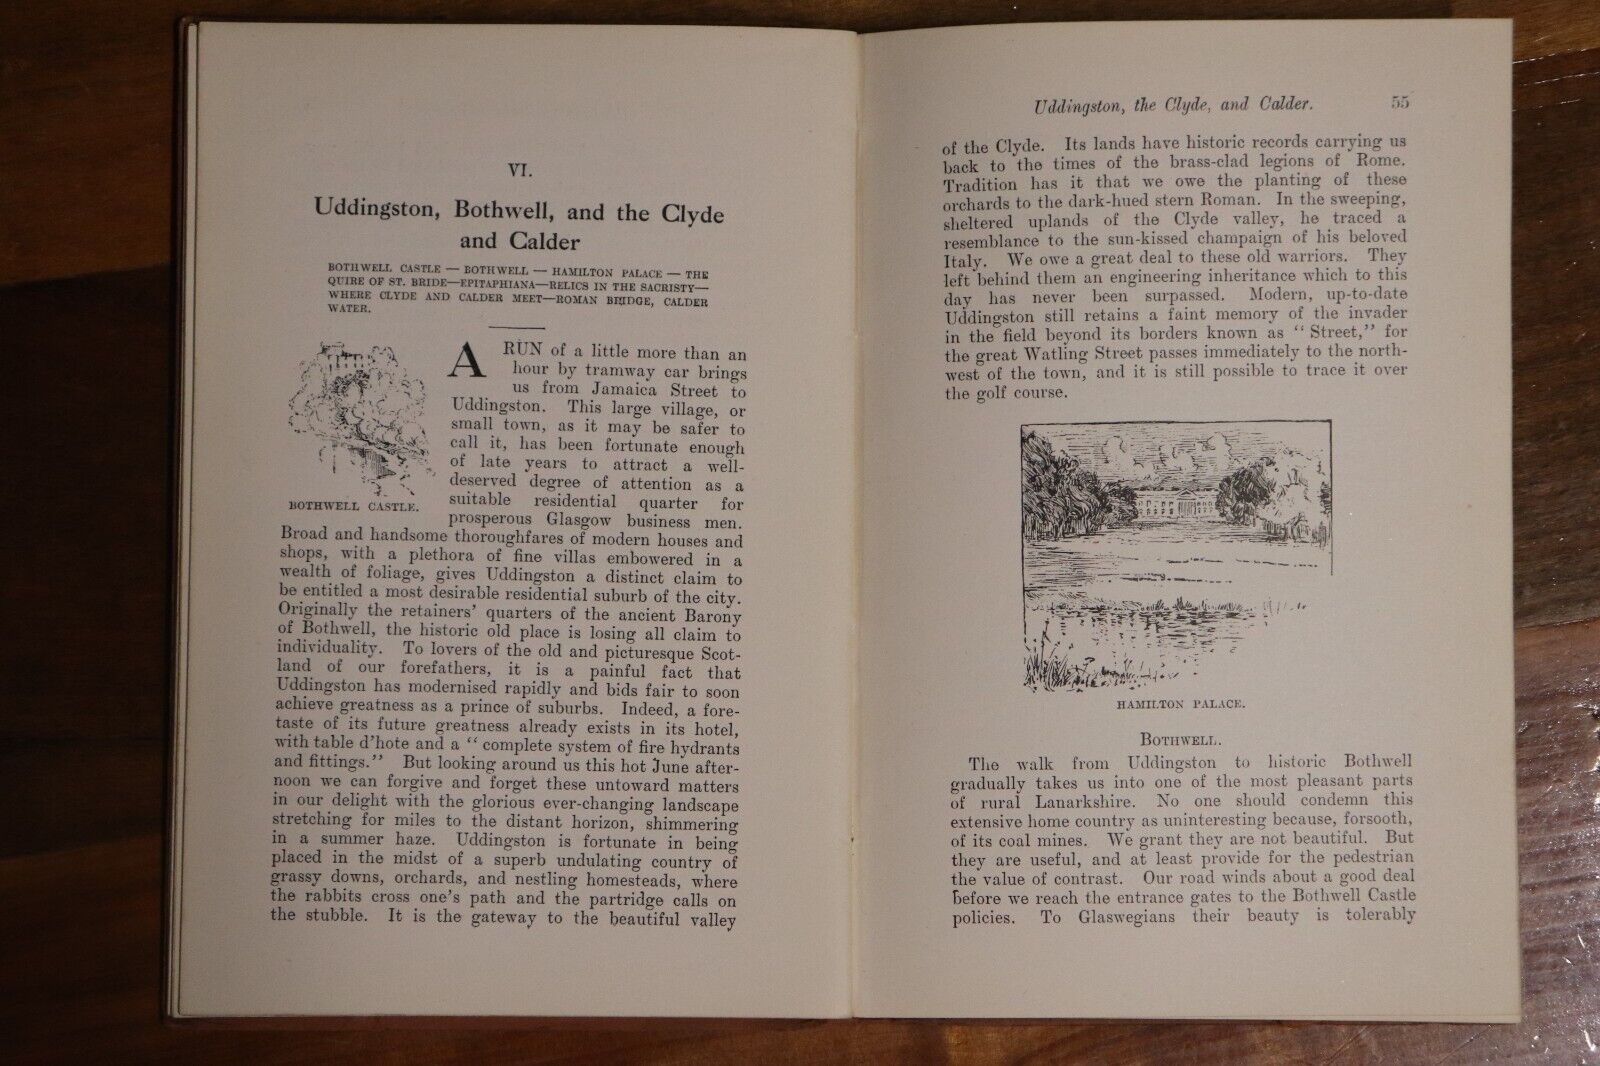 VI.
Uddingston, Bothwell, and the Clyde
and Calder
BOTHWELL CASTLE — BOTHWELL — HAMILTON PALACE — THE
QUIRE OF ST. BRIDE—EPITAPHIANA—RELICS IN THE SACRISTY—
WHERE CLYDE AND CALDER MEET—ROMAN BRIDGE, CALDER
WATER.
A RUN of a little more than an
hour by tramway car brings
us from Jamaica Street to
Uddingston. This large village, or
small town, as it may be safer to
call it, has been fortunate enough
of late years to attract a well-
deserved degree of attention as a
suitable residential quarter for
prosperous Glasgow business men.
BOTHWELL CASTLE.
Broad and handsome thoroughfares of modern houses and
shops, with a plethora of fine villas embowered in a
wealth of foliage, gives Uddingston a distinct claim to
be entitled a most desirable residential suburb of the city.
Originally the retainers' quarters of the ancient Barony
of Bothwell, the historic old place is losing all claim to
individuality. To lovers of the old and picturesque Scot-
land of our forefathers, it is a painful fact that
Uddingston has modernised rapidly and bids fair to soon
achieve greatness as a prince of suburbs. Indeed, a fore-
taste of its future greatness already exists in its hotel,
with table d'hote and a "complete system of fire hydrants
and fittings." But looking around us this hot June after-
noon we can forgive and forget these untoward matters
in our delight with the glorious ever-changing landscape
stretching for miles to the distant horizon, shimmering
in a summer haze. Uddingston is fortunate in being
placed in the midst of a superb undulating country of
grassy downs, orchards, and nestling homesteads, where
the rabbits cross one's path and the partridge calls on
the stubble. It is the gateway to the beautiful valley
Uddingston, the Clyde, and Calder. 55
of the Clyde. Its lands have historic records carrying us
back to the times of the brass-clad legions of Rome.
Tradition has it that we owe the planting of these
orchards to the dark-hued stern Roman. In the sweeping,
sheltered uplands of the Clyde valley, he traced a
resemblance to the sun-kissed champaign of his beloved
Italy. We owe a great deal to these old warriors. They
left behind them an engineering inheritance which to this
day has never been surpassed. Modern, up-to-date
Uddingston still retains a faint memory of the invader
in the field beyond its borders known as "Street," for
the great Watling Street passes immediately to the north-
west of the town, and it is still possible to trace it over
the golf course.
HAMILTON PALACE.
BOTHWELL.
The walk from Uddingston to historic Bothwell
gradually takes us into one of the most pleasant parts
of rural Lanarkshire. No one should condemn this
extensive home country as uninteresting because, forsooth,
of its coal mines. We grant they are not beautiful. But
they are useful, and at least provide for the pedestrian
the value of contrast. Our road winds about a good deal
before we reach the entrance gates to the Bothwell Castle
policies. To Glaswegians their beauty is tolerably